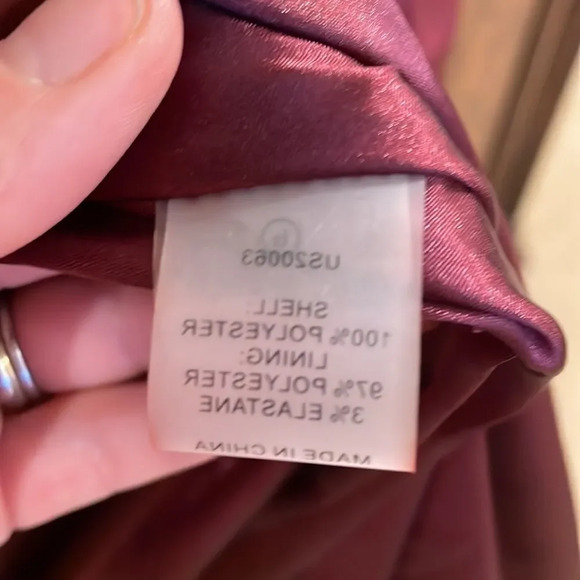 US20063
SHELL:
100% POLYESTER
LINING:
97% POLYESTER
3% ELASTANE
MADE IN CHINA